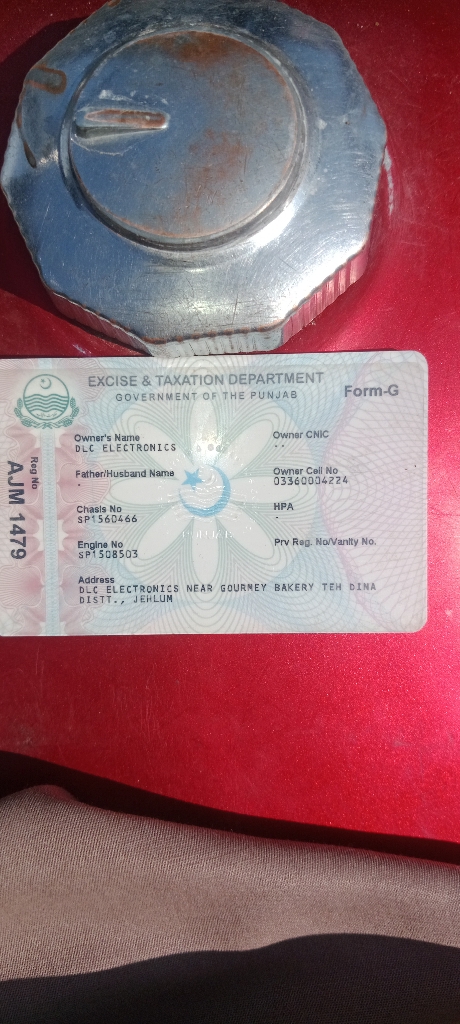 EXCISE & TAXATION DEPARTMENT
GOVERNMENT OF THE PUNJAB
Form-G
Reg No
AJM 1479
Owner's Name
DLC ELECTRONICS
Owner CNIC
--
Father/Husband Name
.
Owner Cell No
03360004224
Chasis No
SP1560466
HPA
.
Engine No
SP1508503
Prv Reg. No/Vanity No.
Address
DLC ELECTRONICS NEAR GOURMEY BAKERY TEH DINA
DISTT., JEHLUM
PUNJAB